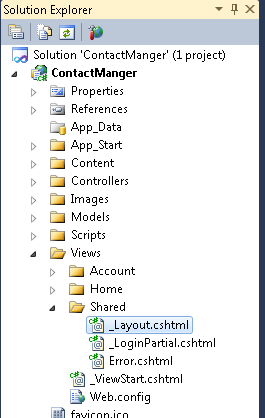 Solution Explorer
Solution 'ContactManger' (1 project)
ContactManger
Properties
References
App_Data
App_Start
Content
Controllers
Images
Models
Scripts
Views
Account
Home
Shared
_Layout.cshtml
_LoginPartial.cshtml
Error.cshtml
_ViewStart.cshtml
Web.config
favicon.ico